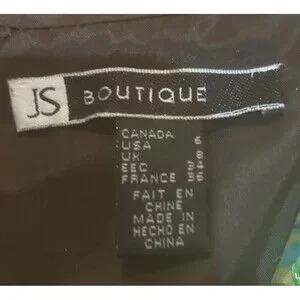 JS BOUTIQUE
CANADA
USA 6
UK 8
EEC 34
FRANCE 36
FAIT EN
CHINE
MADE IN
HECHO EN
CHINA